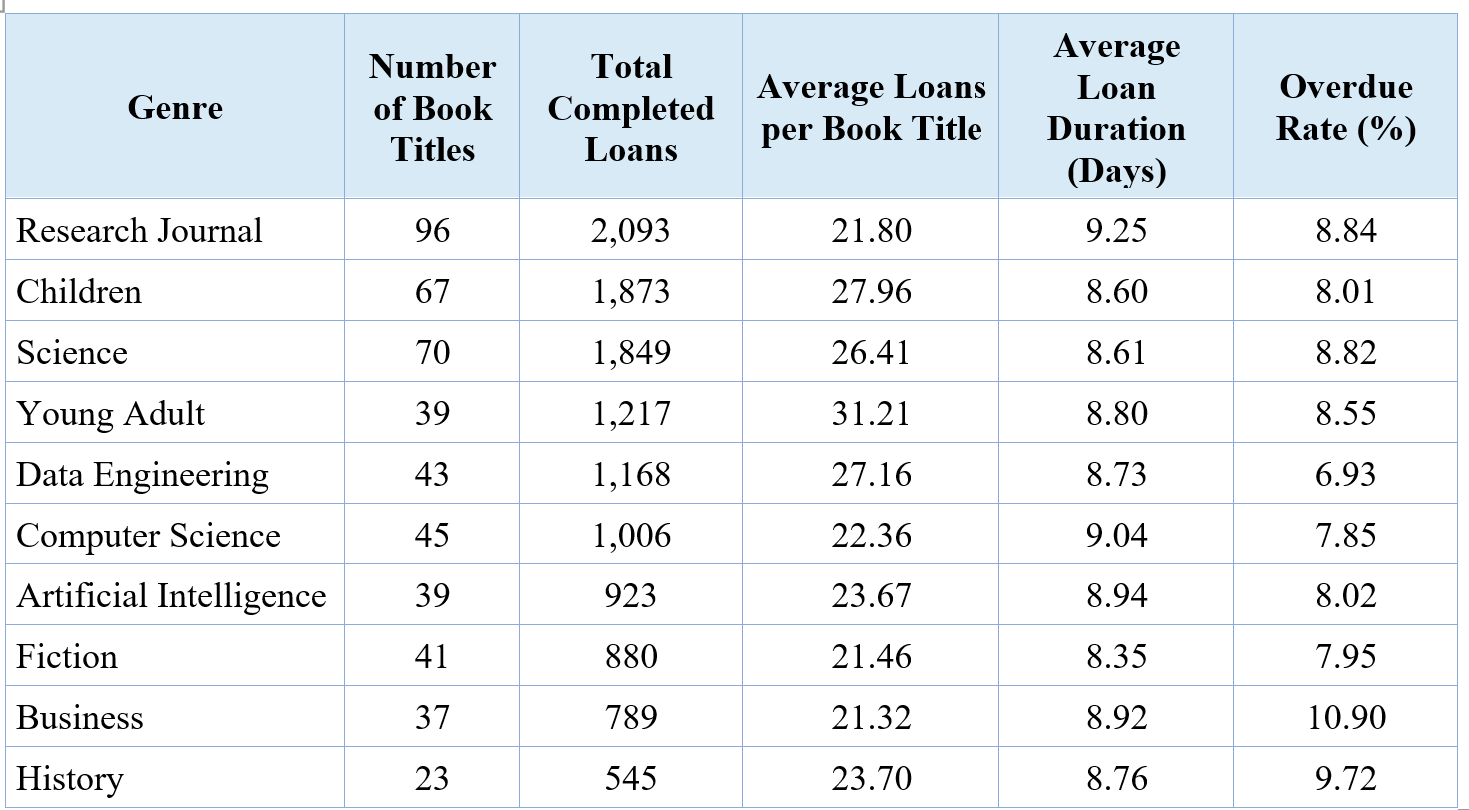 Genre
Number
of Book
Titles
Total
Completed
Loans
Average Loans
per Book Title
Average
Loan
Duration
(Days)
Overdue
Rate (%)
Research Journal 96 2,093 21.80 9.25 8.84
Children 67 1,873 27.96 8.60 8.01
Science 70 1,849 26.41 8.61 8.82
Young Adult 39 1,217 31.21 8.80 8.55
Data Engineering 43 1,168 27.16 8.73 6.93
Computer Science 45 1,006 22.36 9.04 7.85
Artificial Intelligence 39 923 23.67 8.94 8.02
Fiction 41 880 21.46 8.35 7.95
Business 37 789 21.32 8.92 10.90
History 23 545 23.70 8.76 9.72